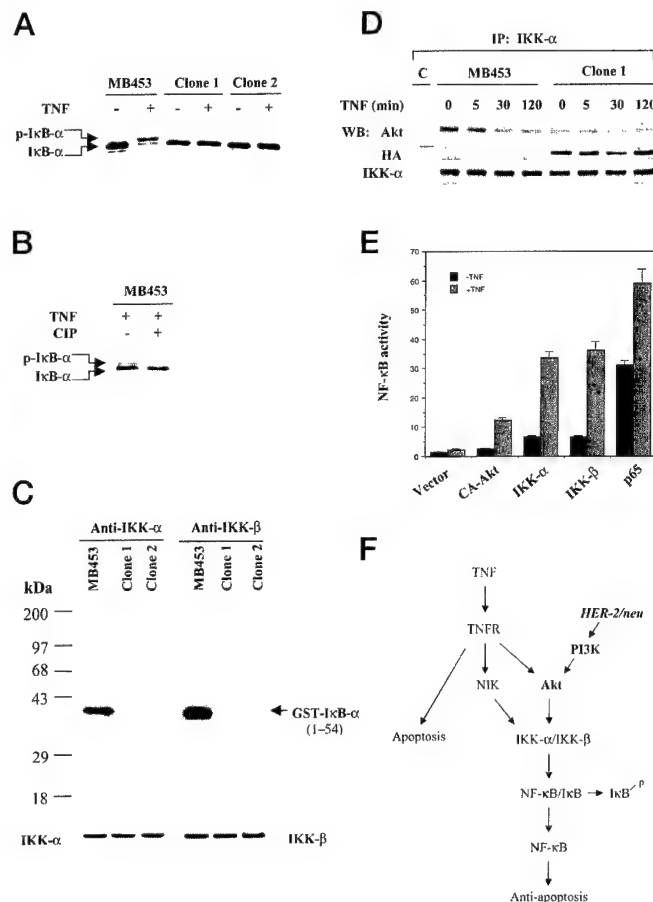 A
MB453 Clone 1 Clone 2
TNF - + - + - +
p-IκB-α
IκB-α
B
MB453
TNF + +
CIP - +
p-IκB-α
IκB-α
C
Anti-IKK-α Anti-IKK-β
MB453 Clone 1 Clone 2 MB453 Clone 1 Clone 2
kDa
200
97
68
43
29
18
GST-IκB-α
(1–54)
IKK-α IKK-β
D
IP: IKK-α
C MB453 Clone 1
TNF (min) 0 5 30 120 0 5 30 120
WB: Akt
HA
IKK-α
E
NF-κB activity
70
60
50
40
30
20
10
0
-TNF
+TNF
Vector CA-Akt IKK-α IKK-β p65
F
TNF
HER-2/neu
TNFR
PI3K
NIK Akt
Apoptosis IKK-α/IKK-β
NF-κB/IκB IκB p
NF-κB
Anti-apoptosis